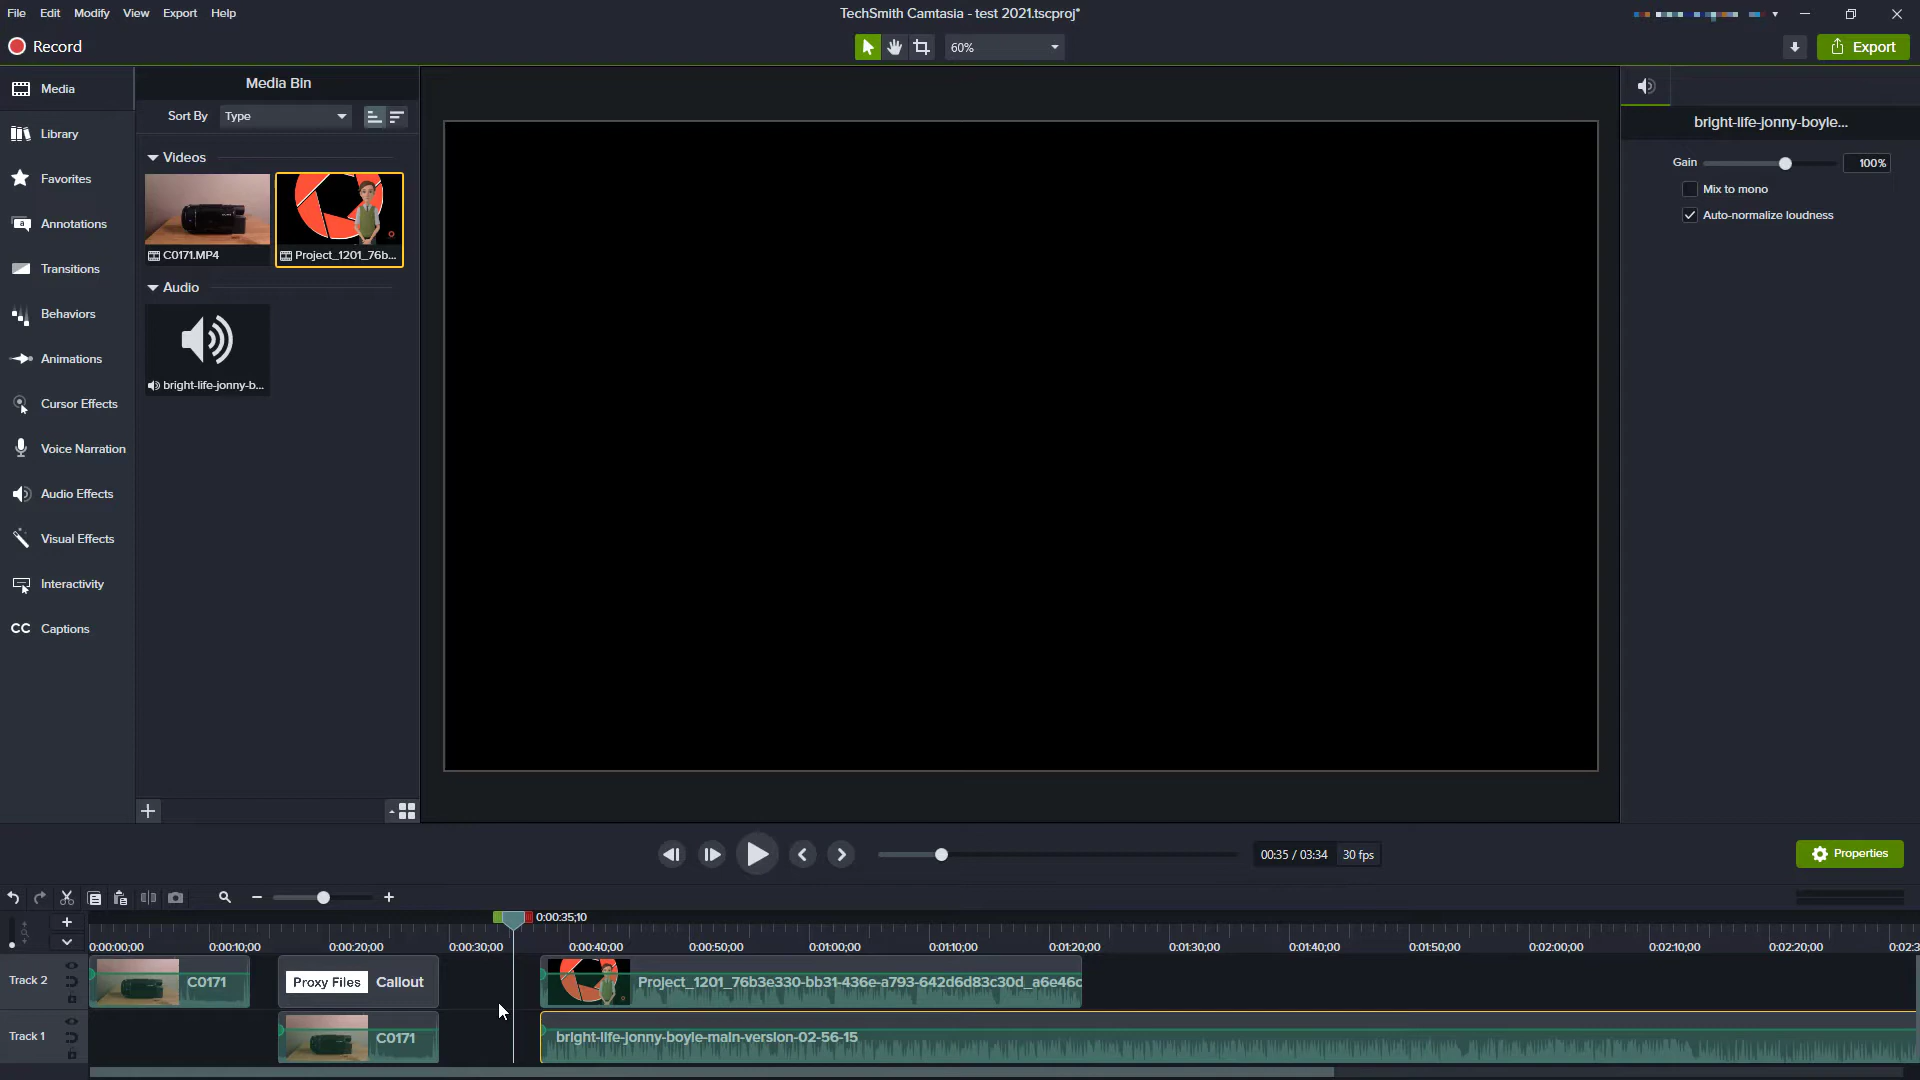 File Edit Modify View Export Help
TechSmith Camtasia - test 2021.tscproj*
Record
60%
Export
Media
Library
Favorites
Annotations
Transitions
Behaviors
Animations
Cursor Effects
Voice Narration
Audio Effects
Visual Effects
Interactivity
CC Captions
Media Bin
Sort By Type
Videos
C0171.MP4 Project_1201_76b...
Audio
bright-life-jonny-b...
bright-life-jonny-boyle...
Gain 100%
Mix to mono
Auto-normalize loudness
00:35 / 03:34 30 fps
Properties
0:00:35;10
0:00:00;00 0:00:10;00 0:00:20;00 0:00:30;00 0:00:40;00 0:00:50;00 0:01:00;00 0:01:10;00 0:01:20;00 0:01:30;00 0:01:40;00 0:01:50;00 0:02:00;00 0:02:10;00 0:02:20;00 0:02:3
Track 2 C0171 Proxy Files Callout Project_1201_76b3e330-bb31-436e-a793-642d6d83c30d_a6e46c
Track 1 C0171 bright-life-jonny-boyle-main-version-02-56-15